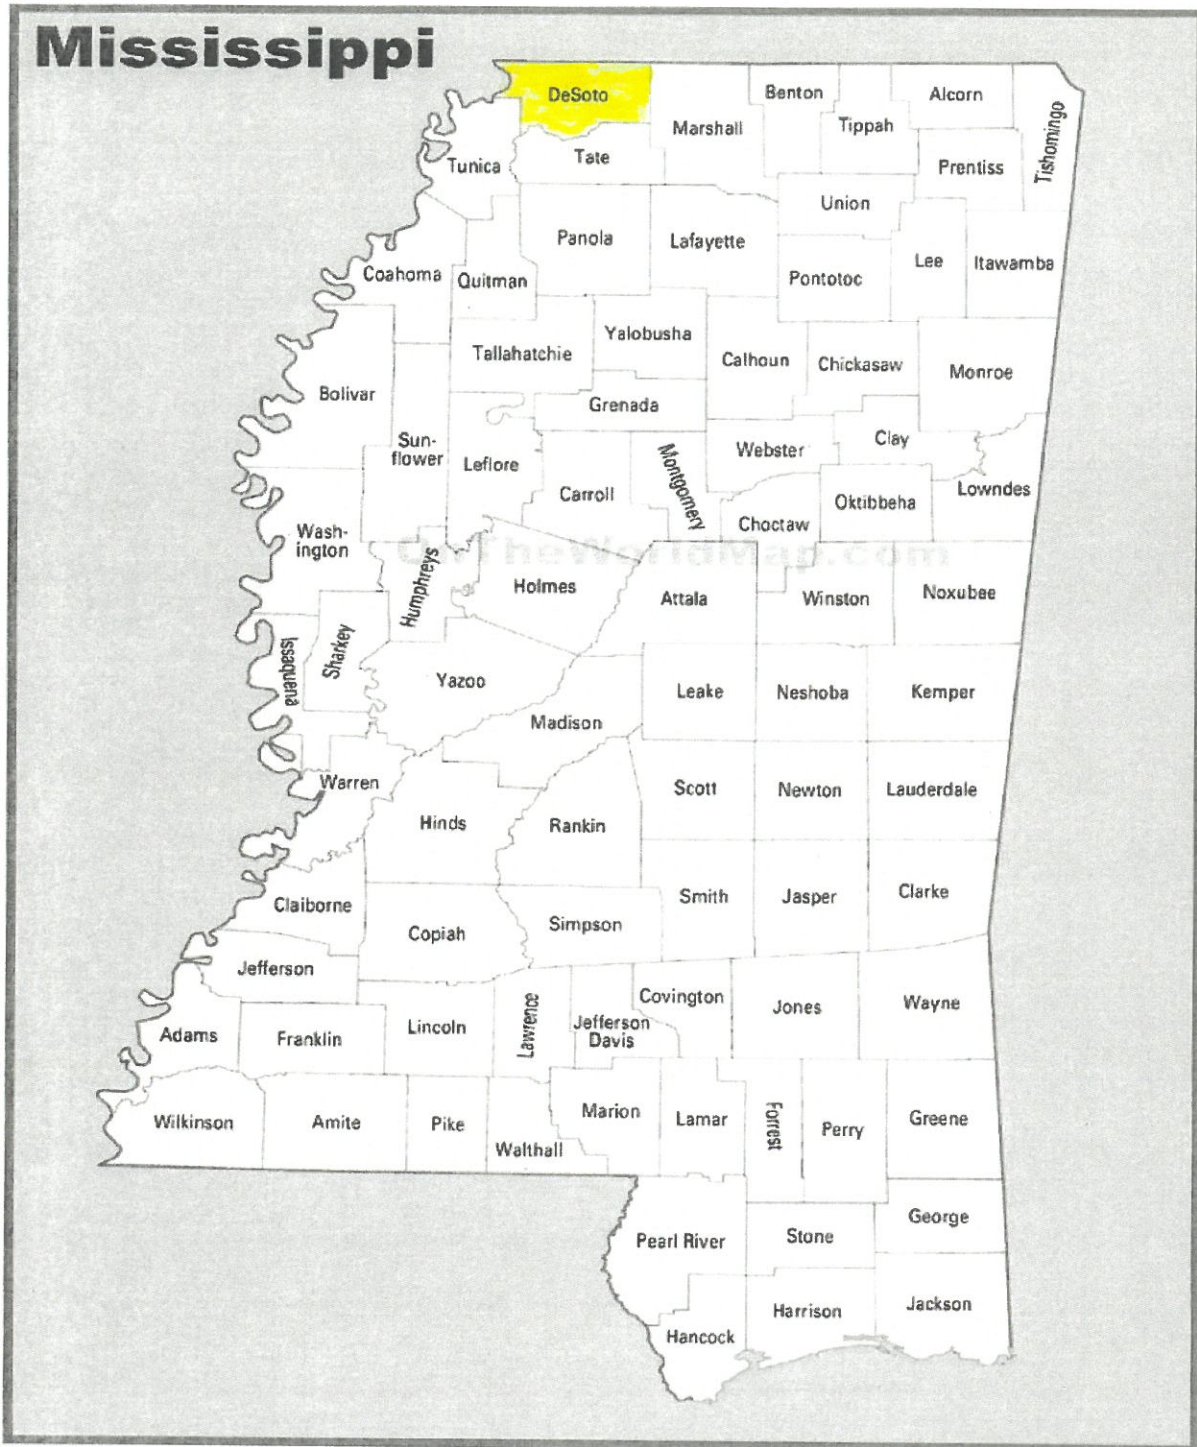 Mississippi
DeSoto
Benton
Alcorn
Marshall
Tippah
Tishomingo
Tunica
Tate
Prentiss
Union
Panola
Lafayette
Lee
Itawamba
Coahoma
Quitman
Pontotoc
Tallahatchie
Yalobusha
Calhoun
Chickasaw
Monroe
Bolivar
Grenada
Sun-
flower
Leflore
Webster
Clay
Carroll
Montgomery
Choctaw
Oktibbeha
Lowndes
Wash-
ington
OnTheWorldMap.com
Humphreys
Holmes
Attala
Winston
Noxubee
Issaquena
Sharkey
Yazoo
Leake
Neshoba
Kemper
Madison
Warren
Hinds
Rankin
Scott
Newton
Lauderdale
Claiborne
Copiah
Simpson
Smith
Jasper
Clarke
Jefferson
Adams
Franklin
Lincoln
Lawrence
Jefferson
Davis
Covington
Jones
Wayne
Wilkinson
Amite
Pike
Walthall
Marion
Lamar
Forrest
Perry
Greene
Pearl River
Stone
George
Hancock
Harrison
Jackson